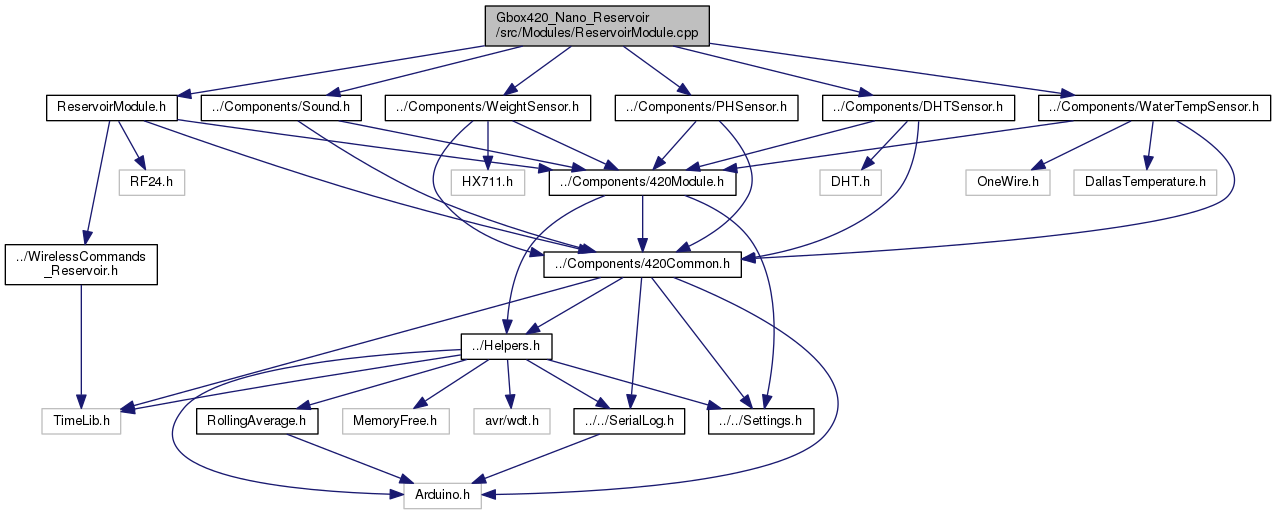 Gbox420_Nano_Reservoir
/src/Modules/ReservoirModule.cpp
ReservoirModule.h
../Components/Sound.h
../Components/WeightSensor.h
../Components/PHSensor.h
../Components/DHTSensor.h
../Components/WaterTempSensor.h
RF24.h
HX711.h
../Components/420Module.h
DHT.h
OneWire.h
DallasTemperature.h
../WirelessCommands
_Reservoir.h
../Components/420Common.h
../Helpers.h
TimeLib.h
RollingAverage.h
MemoryFree.h
avr/wdt.h
../../SerialLog.h
../../Settings.h
Arduino.h